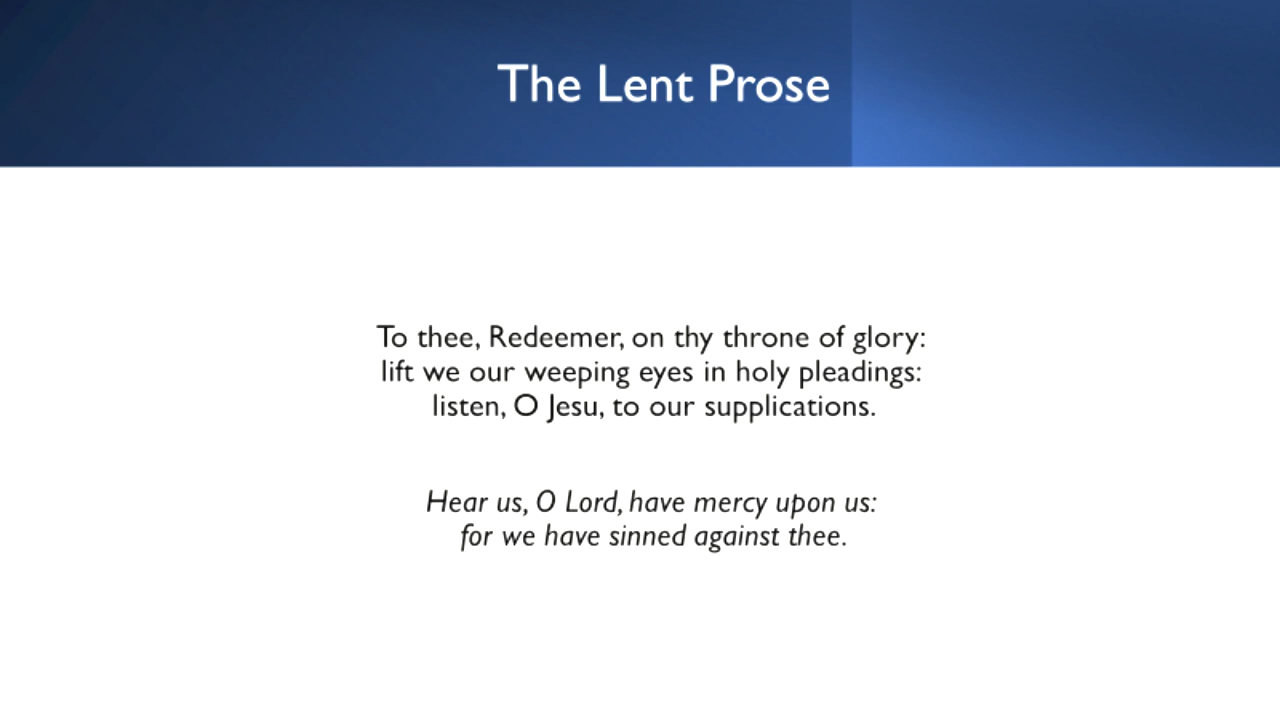 The Lent Prose
To thee, Redeemer, on thy throne of glory:
lift we our weeping eyes in holy pleadings:
listen, O Jesu, to our supplications.
Hear us, O Lord, have mercy upon us:
for we have sinned against thee.